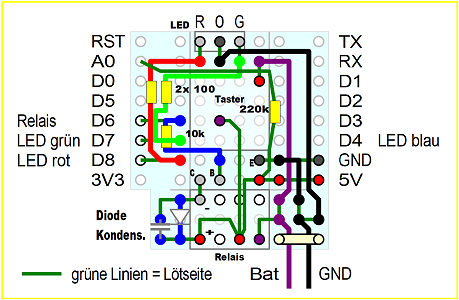 LED R O G
RST TX
A0 RX
D0 D1
D5 2x 100 Taster 220k D2
Relais D6 D3
LED grün D7 10k D4 LED blau
LED rot D8 E GND
3V3 C B 5V
Diode -
Kondens. +
Relais
grüne Linien = Lötseite Bat GND